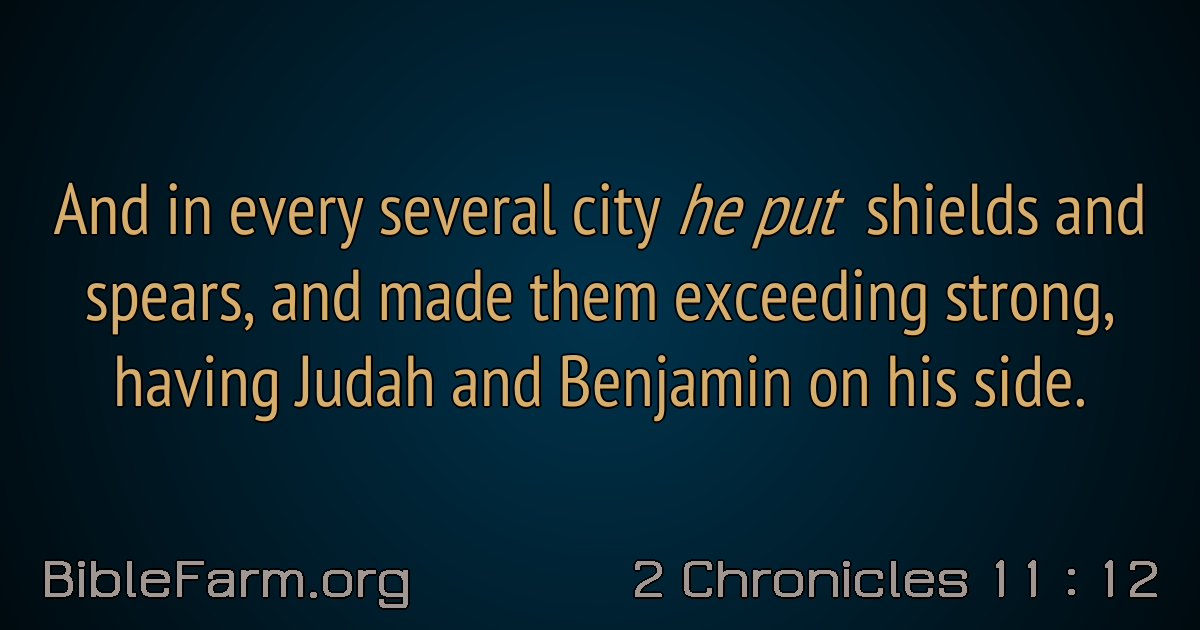 And in every several city he put shields and
spears, and made them exceeding strong,
having Judah and Benjamin on his side.
BibleFarm.org
2 Chronicles 11 : 12